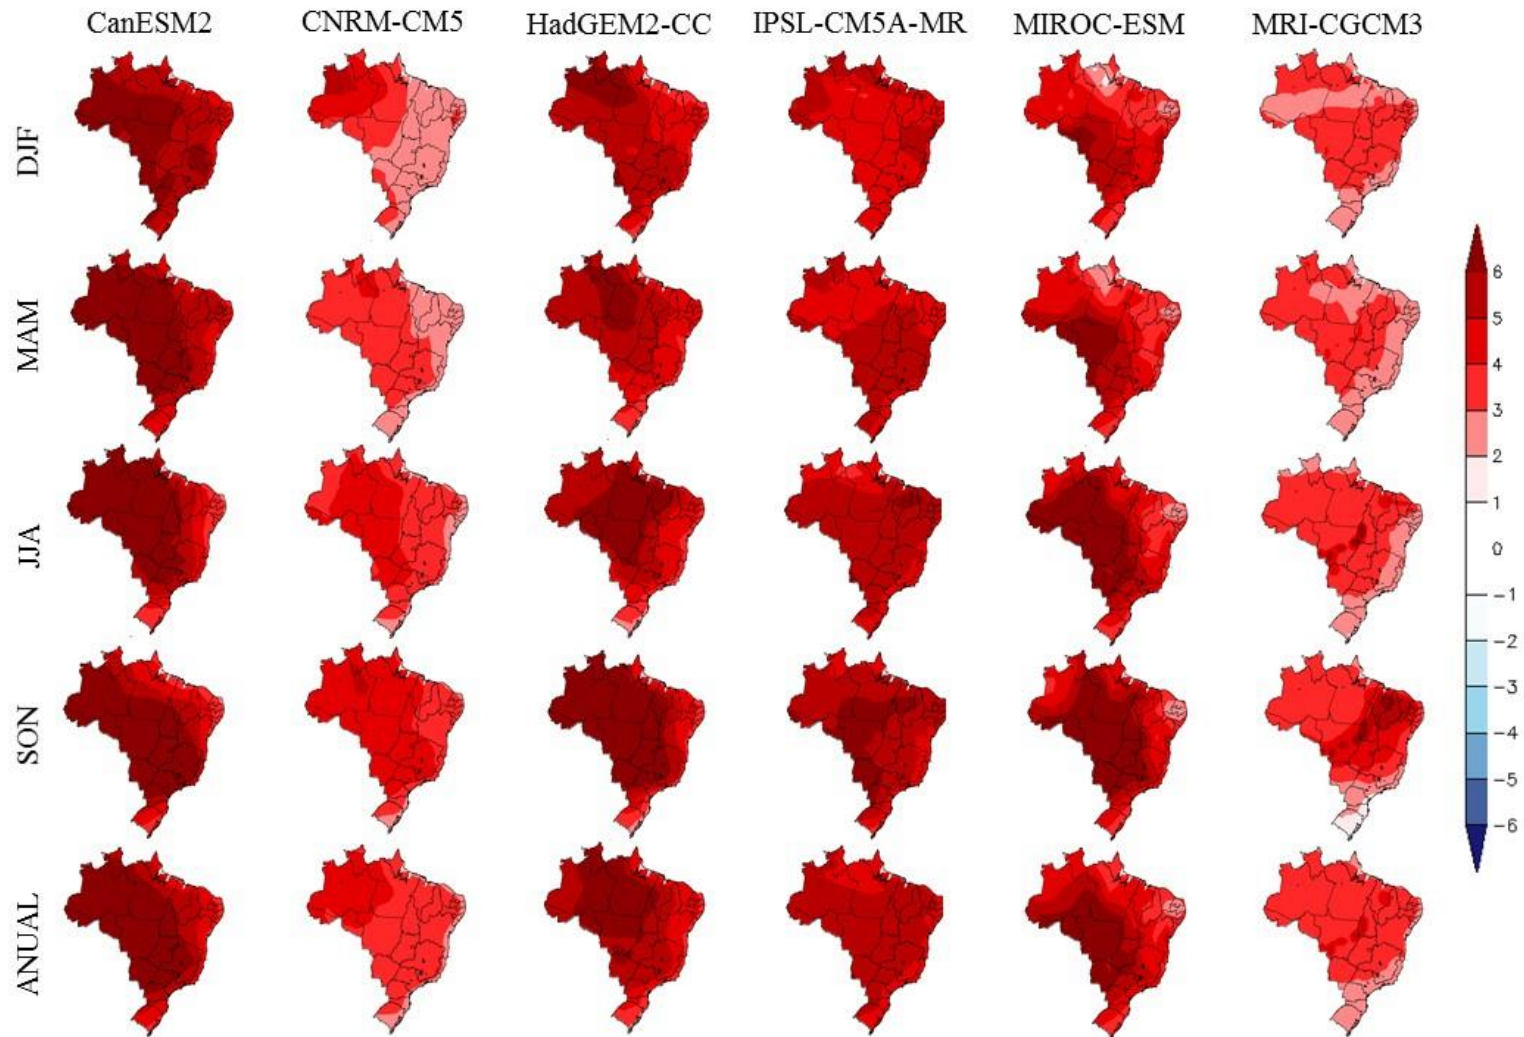 CanESM2 CNRM-CM5 HadGEM2-CC IPSL-CM5A-MR MIROC-ESM MRI-CGCM3
DJF
MAM
JJA
SON
ANUAL
6
5
4
3
2
1
0
-1
-2
-3
-4
-5
-6